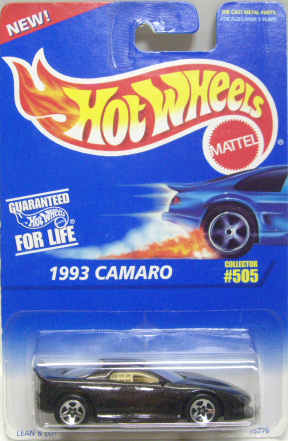 NEW!
DIE CAST METAL PARTS
FOR AGES OVER 3 YEARS
HOT WHEELS
MATTEL
GUARANTEED
HOT WHEELS
FOR LIFE
1993 CAMARO
COLLECTOR
#505